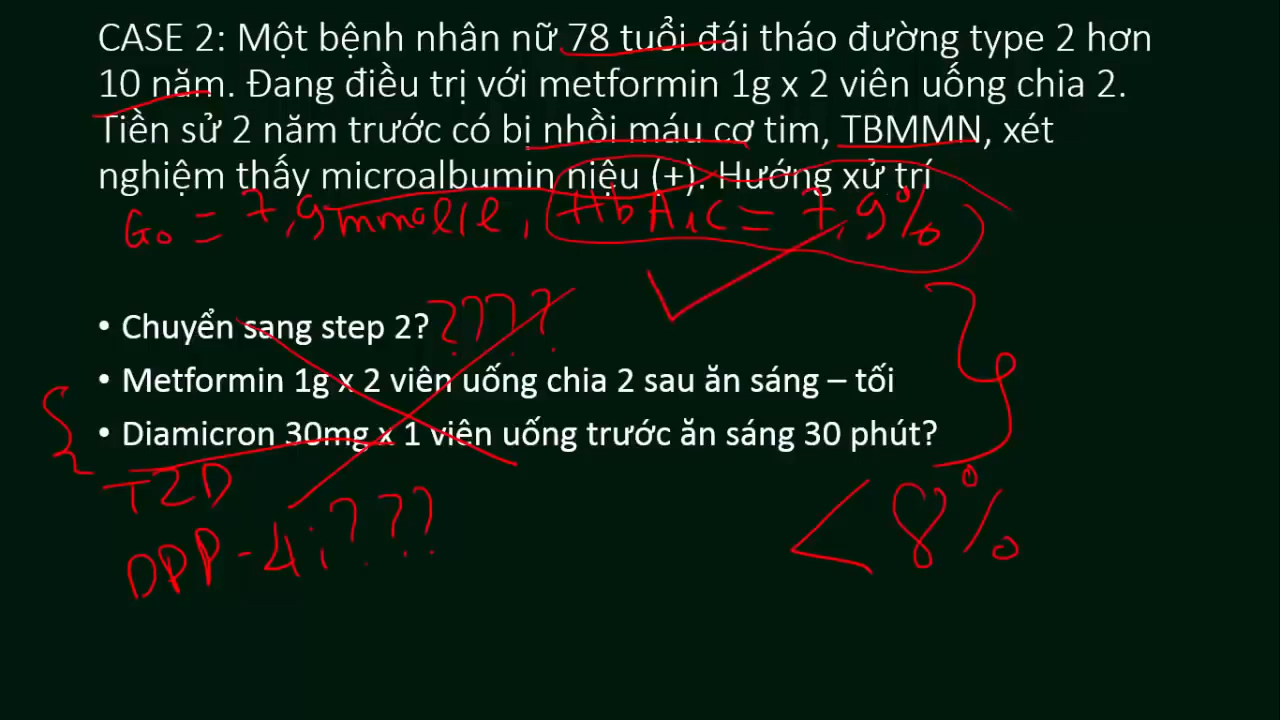 CASE 2: Một bệnh nhân nữ 78 tuổi đái tháo đường type 2 hơn
10 năm. Đang điều trị với metformin 1g x 2 viên uống chia 2.
Tiền sử 2 năm trước có bị nhồi máu cơ tim, TBMMN, xét
nghiệm thấy microalbumin niệu (+). Hướng xử trí
Go = 7,9mmol/l, HbA1C = 7,9%
• Chuyển sang step 2? ????
• Metformin 1g x 2 viên uống chia 2 sau ăn sáng – tối
• Diamicron 30mg x 1 viên uống trước ăn sáng 30 phút?
TZD
DPP-4i???
< 8%